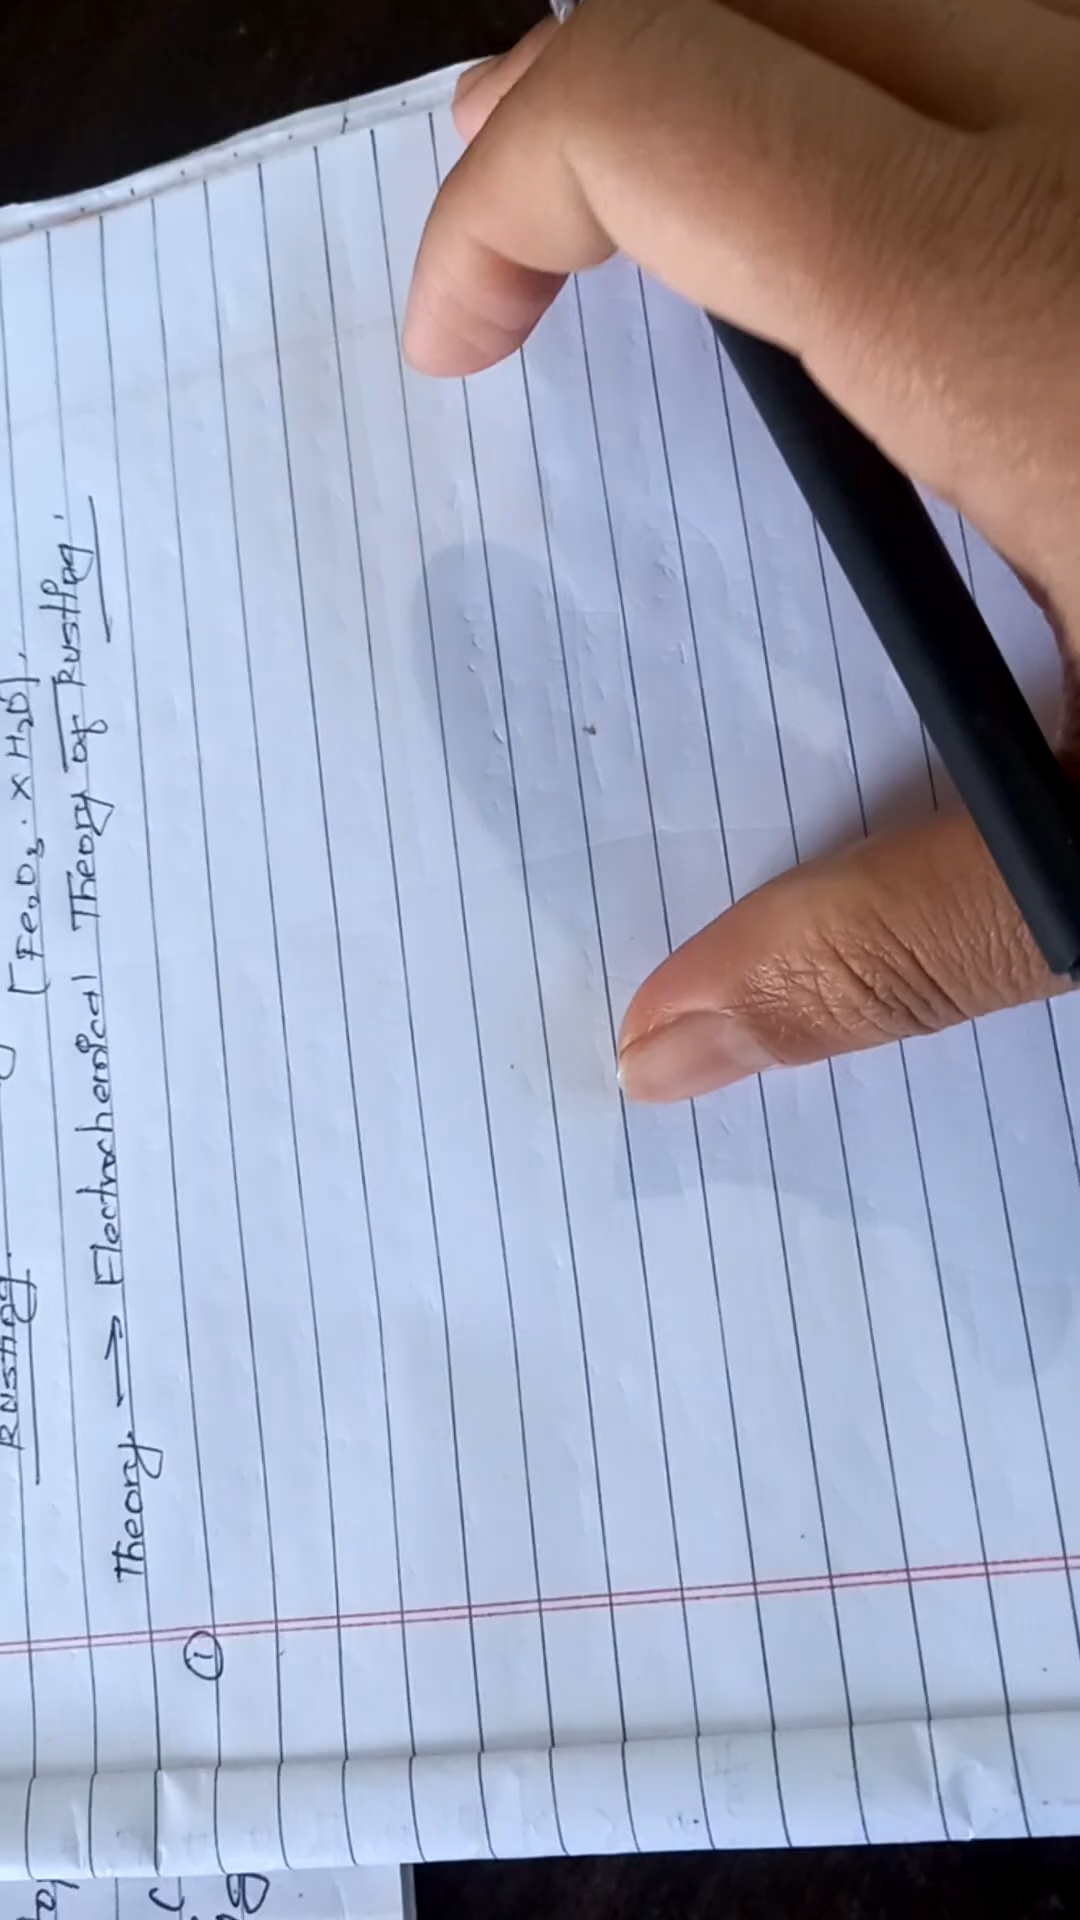 Rusting.
[Fe₂O₃ . x H₂O].
Theory → Electrochemical Theory of Rusting.
①